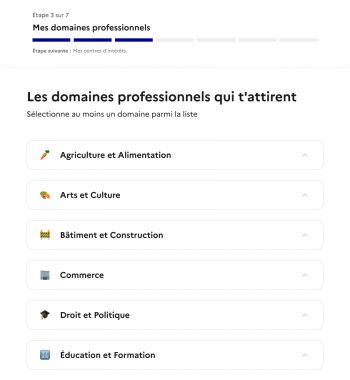 Étape 3 sur 7
Mes domaines professionnels
Étape suivante : Mes centres d'intérêts
Les domaines professionnels qui t'attirent
Sélectionne au moins un domaine parmi la liste
Agriculture et Alimentation
Arts et Culture
Bâtiment et Construction
Commerce
Droit et Politique
Éducation et Formation